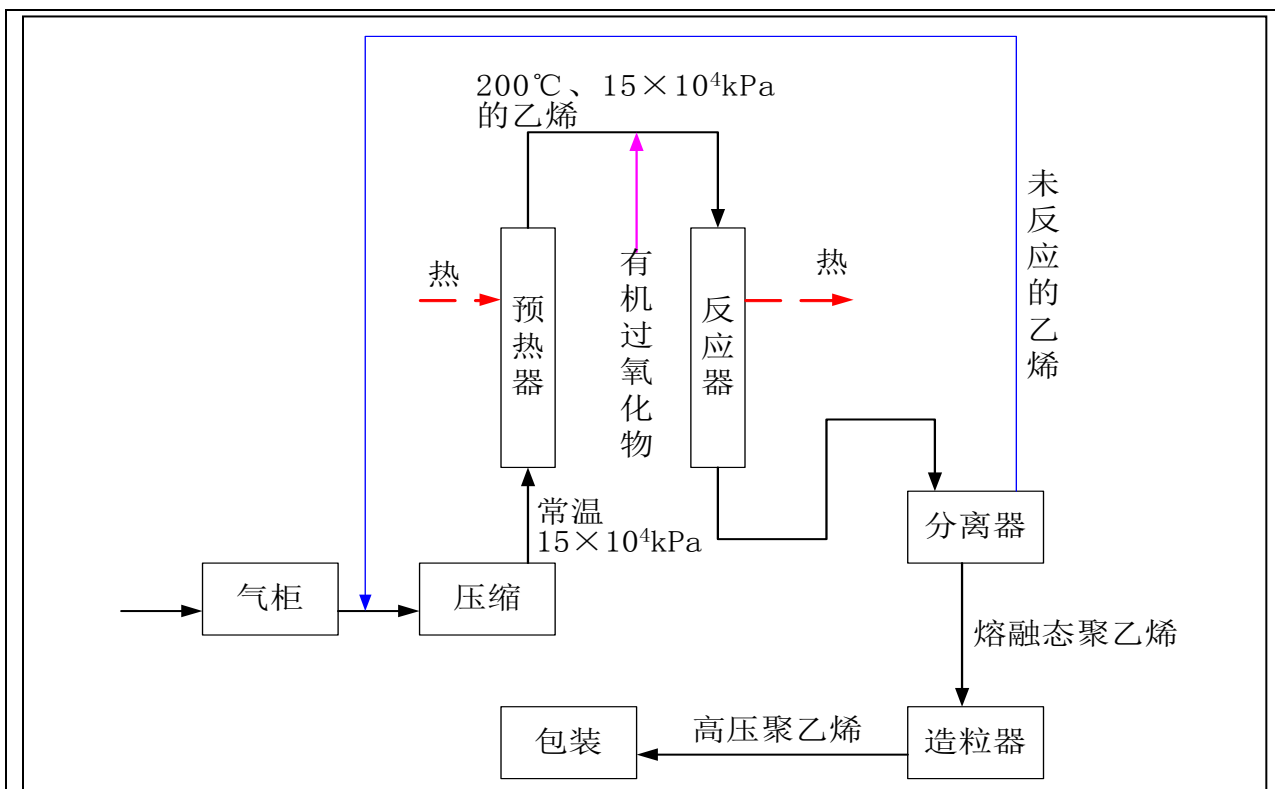 200℃、15×10⁴kPa
的乙烯
未反应的乙烯
热
预热器
有机过氧化物
反应器
热
常温
15×10⁴kPa
分离器
气柜
压缩
熔融态聚乙烯
包装
高压聚乙烯
造粒器